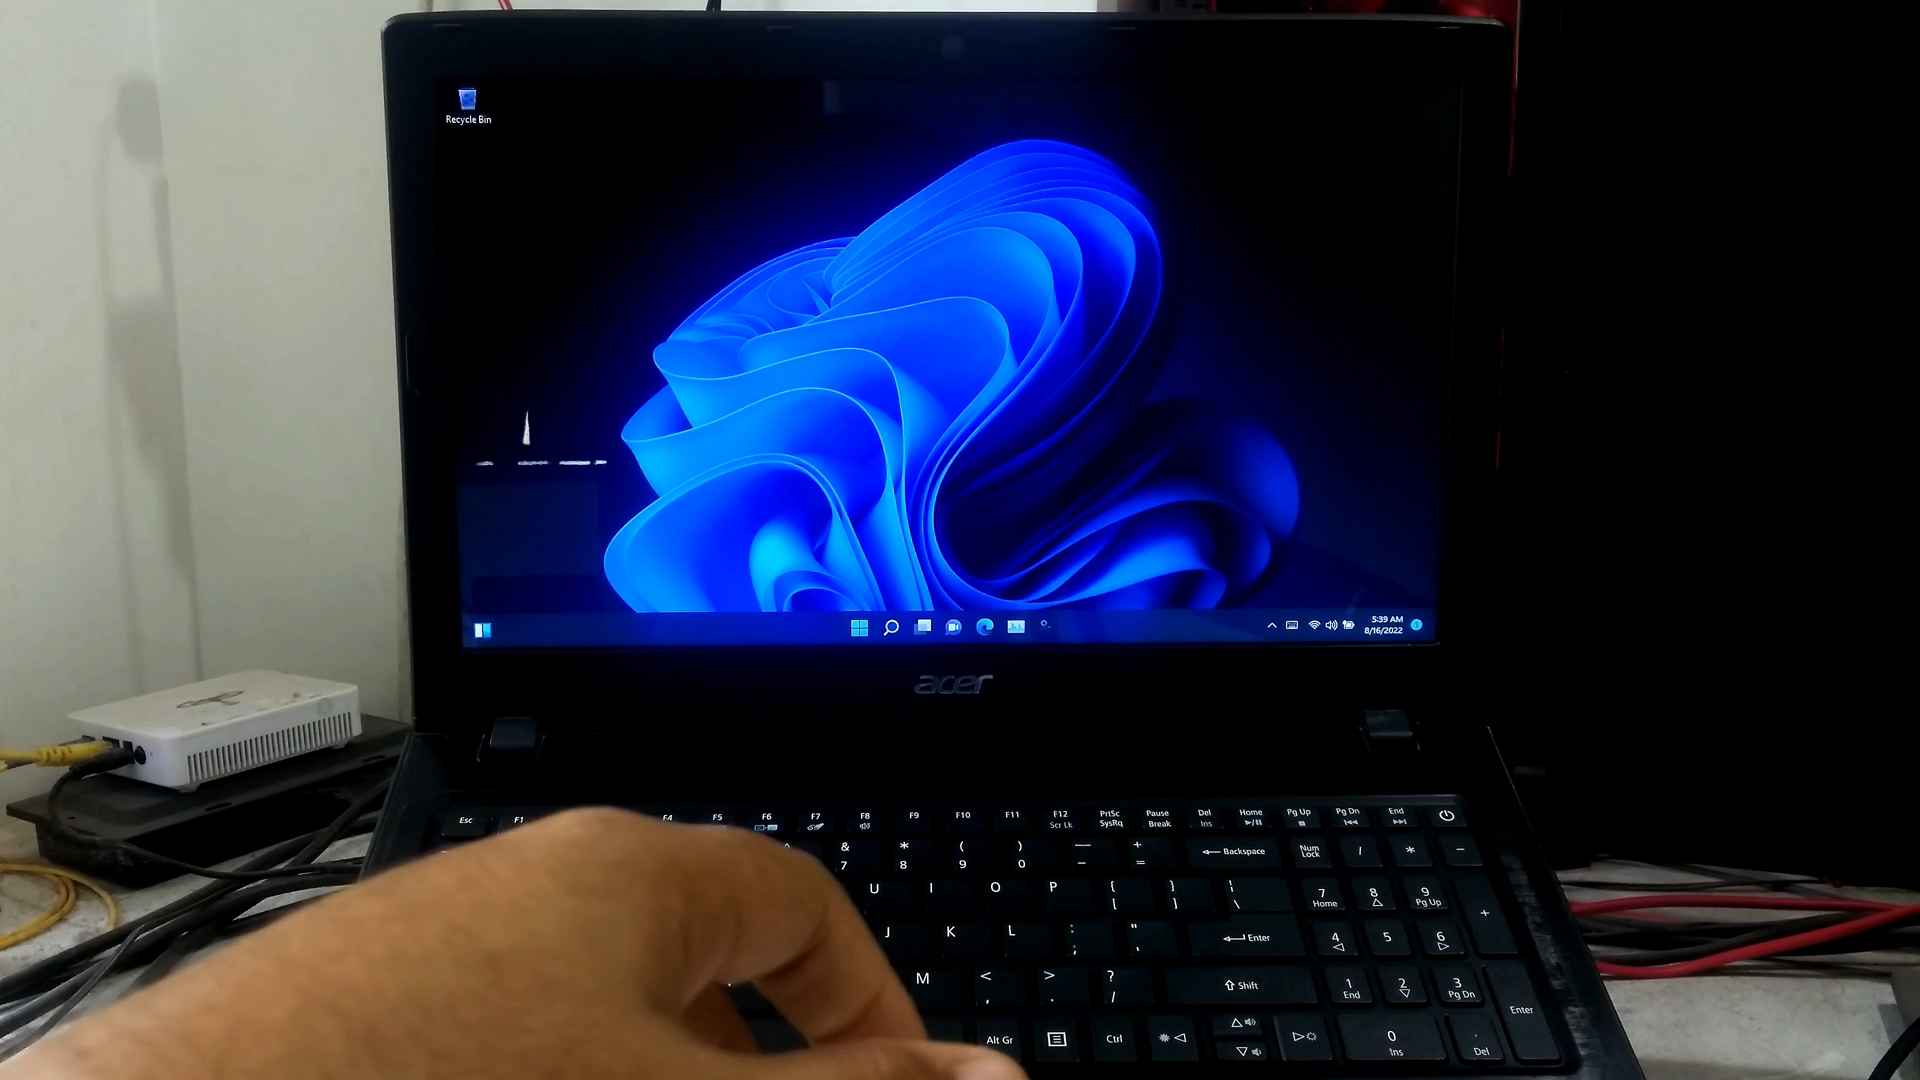 Recycle Bin
5:39 AM
8/16/2022
1
acer
Esc F1 F4 F5 F6 F7 F8 F9 F10 F11 F12 PrtSc Pause Del Home Pg Up Pg Dn End
Scr Lk SysRq Break Ins
& * ( ) — + ← Backspace Num Lock / * −
7 8 9 0 - =
U I O P { } ¦ 7 8 9 +
[ ] \ Home Pg Up
J K L : " ← Enter 4 5 6
; '
M < > ? ⇧ Shift 1 2 3 Enter
, . / End Pg Dn
Alt Gr Ctrl 0 .
Ins Del